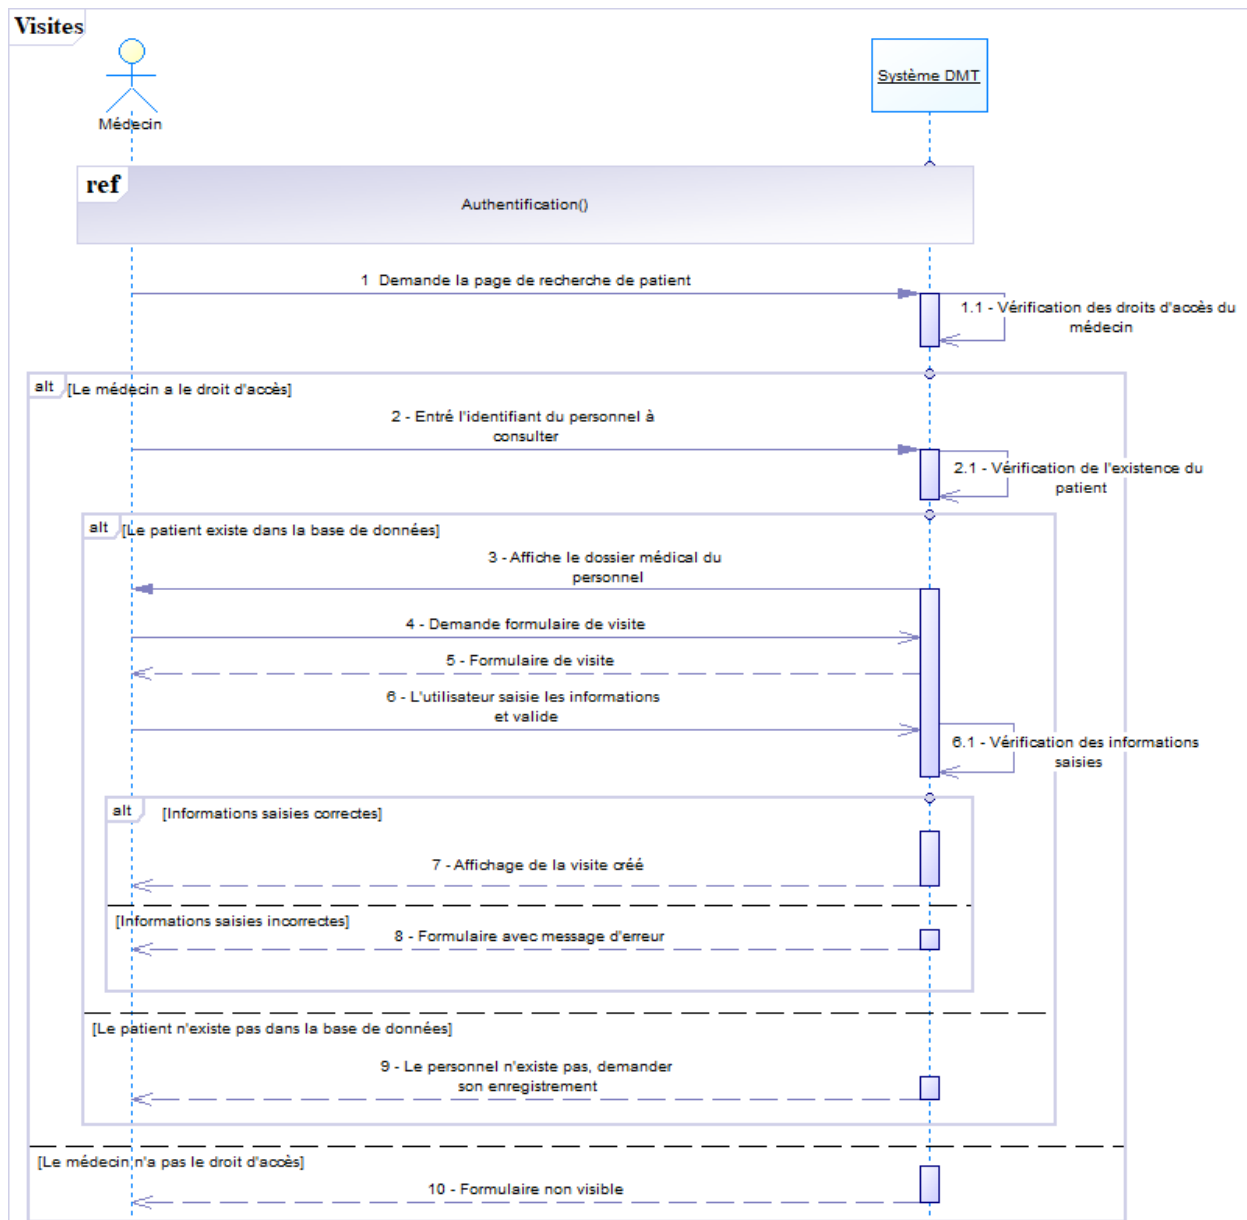 Visites
Système DMT
Médecin
ref
Authentification()
1 Demande la page de recherche de patient
1.1 - Vérification des droits d'accès du
médecin
alt
[Le médecin a le droit d'accès]
2 - Entré l'identifiant du personnel à
consulter
2.1 - Vérification de l'existence du
patient
alt
[Le patient existe dans la base de données]
3 - Affiche le dossier médical du
personnel
4 - Demande formulaire de visite
5 - Formulaire de visite
6 - L'utilisateur saisie les informations
et valide
6.1 - Vérification des informations
saisies
alt
[Informations saisies correctes]
7 - Affichage de la visite créé
[Informations saisies incorrectes]
8 - Formulaire avec message d'erreur
[Le patient n'existe pas dans la base de données]
9 - Le personnel n'existe pas, demander
son enregistrement
[Le médecin n'a pas le droit d'accès]
10 - Formulaire non visible